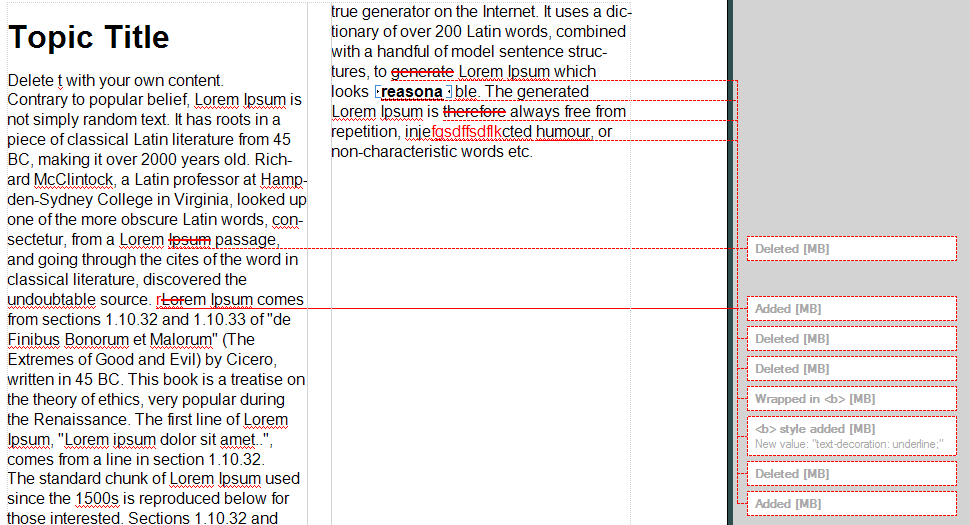 Topic Title
Delete t with your own content.
Contrary to popular belief, Lorem Ipsum is
not simply random text. It has roots in a
piece of classical Latin literature from 45
BC, making it over 2000 years old. Rich-
ard McClintock, a Latin professor at Hamp-
den-Sydney College in Virginia, looked up
one of the more obscure Latin words, con-
sectetur, from a Lorem Ipsum passage,
and going through the cites of the word in
classical literature, discovered the
undoubtable source. rLorem Ipsum comes
from sections 1.10.32 and 1.10.33 of "de
Finibus Bonorum et Malorum" (The
Extremes of Good and Evil) by Cicero,
written in 45 BC. This book is a treatise on
the theory of ethics, very popular during
the Renaissance. The first line of Lorem
Ipsum, "Lorem ipsum dolor sit amet..",
comes from a line in section 1.10.32.
The standard chunk of Lorem Ipsum used
since the 1500s is reproduced below for
those interested. Sections 1.10.32 and
true generator on the Internet. It uses a dic-
tionary of over 200 Latin words, combined
with a handful of model sentence struc-
tures, to generate Lorem Ipsum which
looks reasona ble. The generated
Lorem Ipsum is therefore always free from
repetition, injefgsdffsdflkcted humour, or
non-characteristic words etc.
Deleted [MB]
Added [MB]
Deleted [MB]
Deleted [MB]
Wrapped in <b> [MB]
<b> style added [MB]
New value: "text-decoration: underline;"
Deleted [MB]
Added [MB]